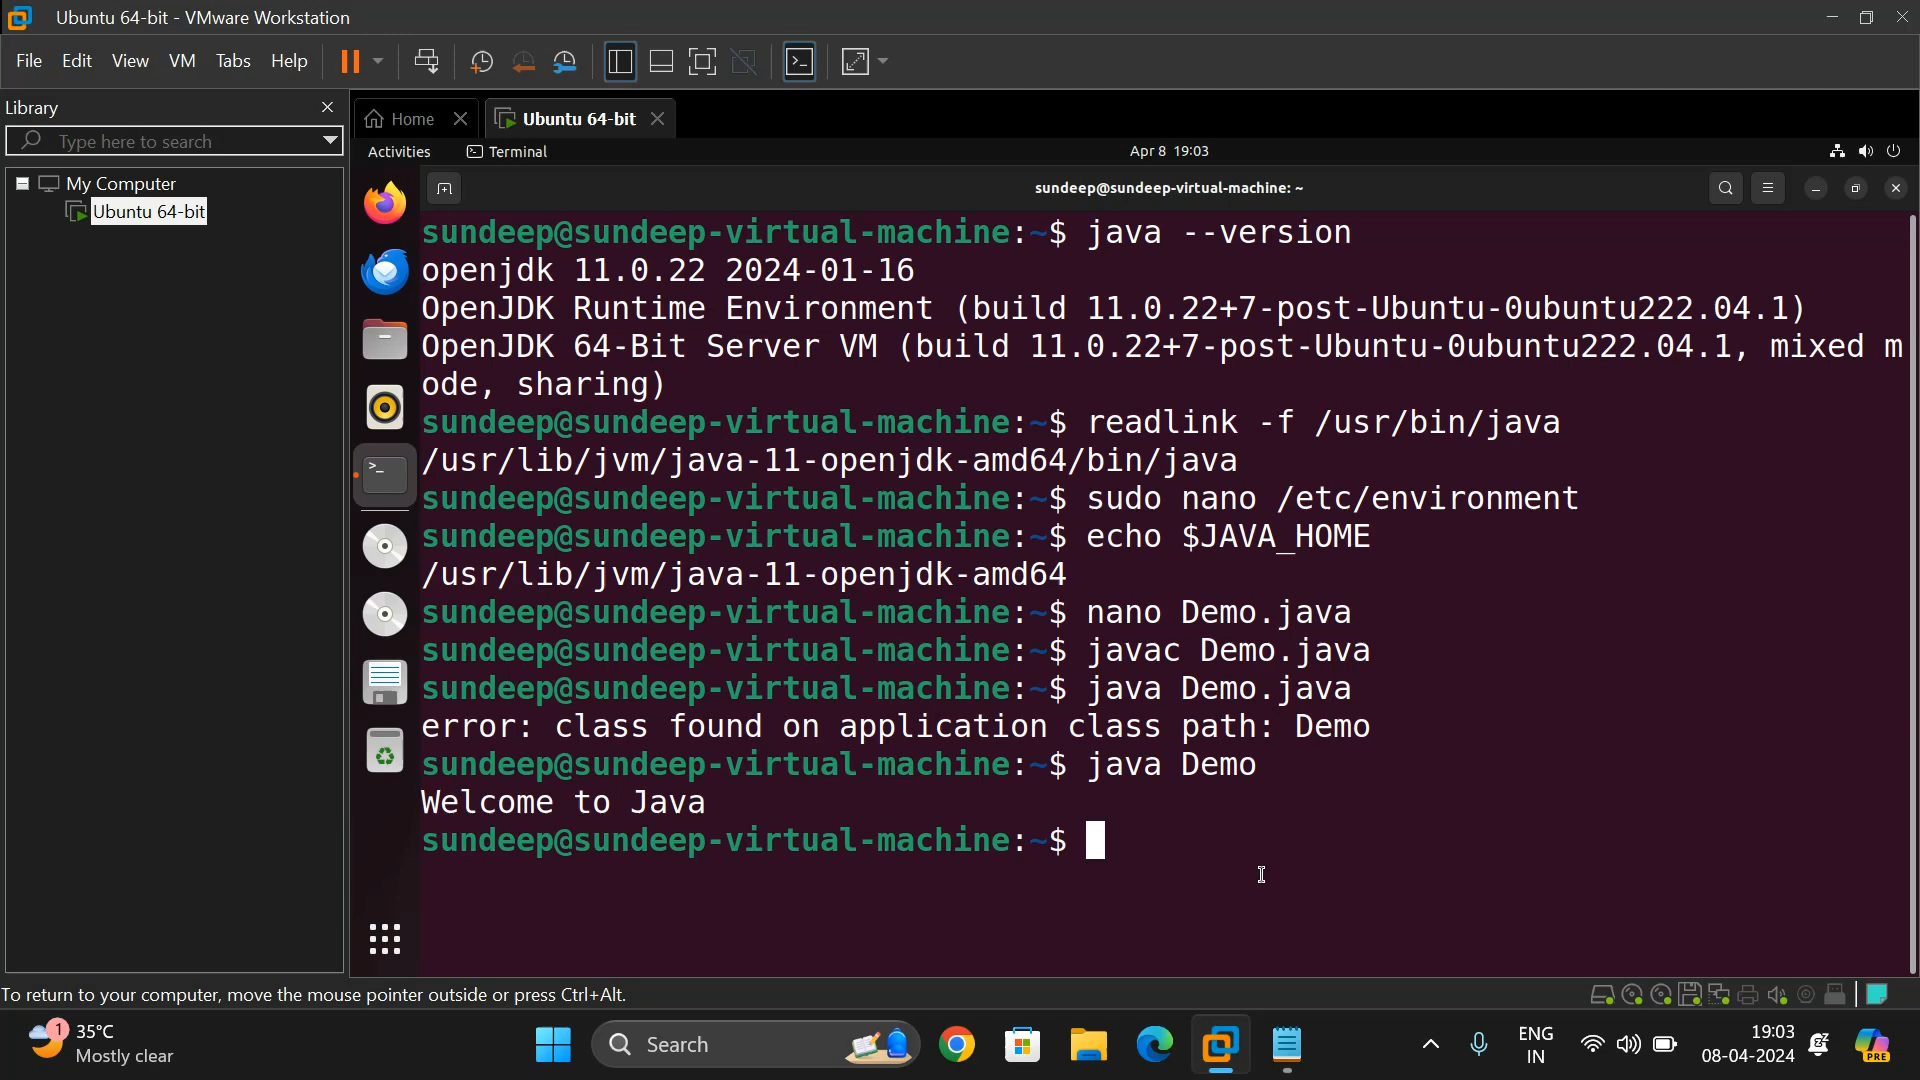 Ubuntu 64-bit - VMware Workstation
File Edit View VM Tabs Help
Library
Home
Ubuntu 64-bit
Type here to search
Activities
Terminal
Apr 8 19:03
My Computer
Ubuntu 64-bit
sundeep@sundeep-virtual-machine: ~
sundeep@sundeep-virtual-machine:~$ java --version
openjdk 11.0.22 2024-01-16
OpenJDK Runtime Environment (build 11.0.22+7-post-Ubuntu-0ubuntu222.04.1)
OpenJDK 64-Bit Server VM (build 11.0.22+7-post-Ubuntu-0ubuntu222.04.1, mixed m
ode, sharing)
sundeep@sundeep-virtual-machine:~$ readlink -f /usr/bin/java
/usr/lib/jvm/java-11-openjdk-amd64/bin/java
sundeep@sundeep-virtual-machine:~$ sudo nano /etc/environment
sundeep@sundeep-virtual-machine:~$ echo $JAVA_HOME
/usr/lib/jvm/java-11-openjdk-amd64
sundeep@sundeep-virtual-machine:~$ nano Demo.java
sundeep@sundeep-virtual-machine:~$ javac Demo.java
sundeep@sundeep-virtual-machine:~$ java Demo.java
error: class found on application class path: Demo
sundeep@sundeep-virtual-machine:~$ java Demo
Welcome to Java
sundeep@sundeep-virtual-machine:~$
To return to your computer, move the mouse pointer outside or press Ctrl+Alt.
1
35°C
Mostly clear
Search
ENG
IN
19:03
08-04-2024
PRE